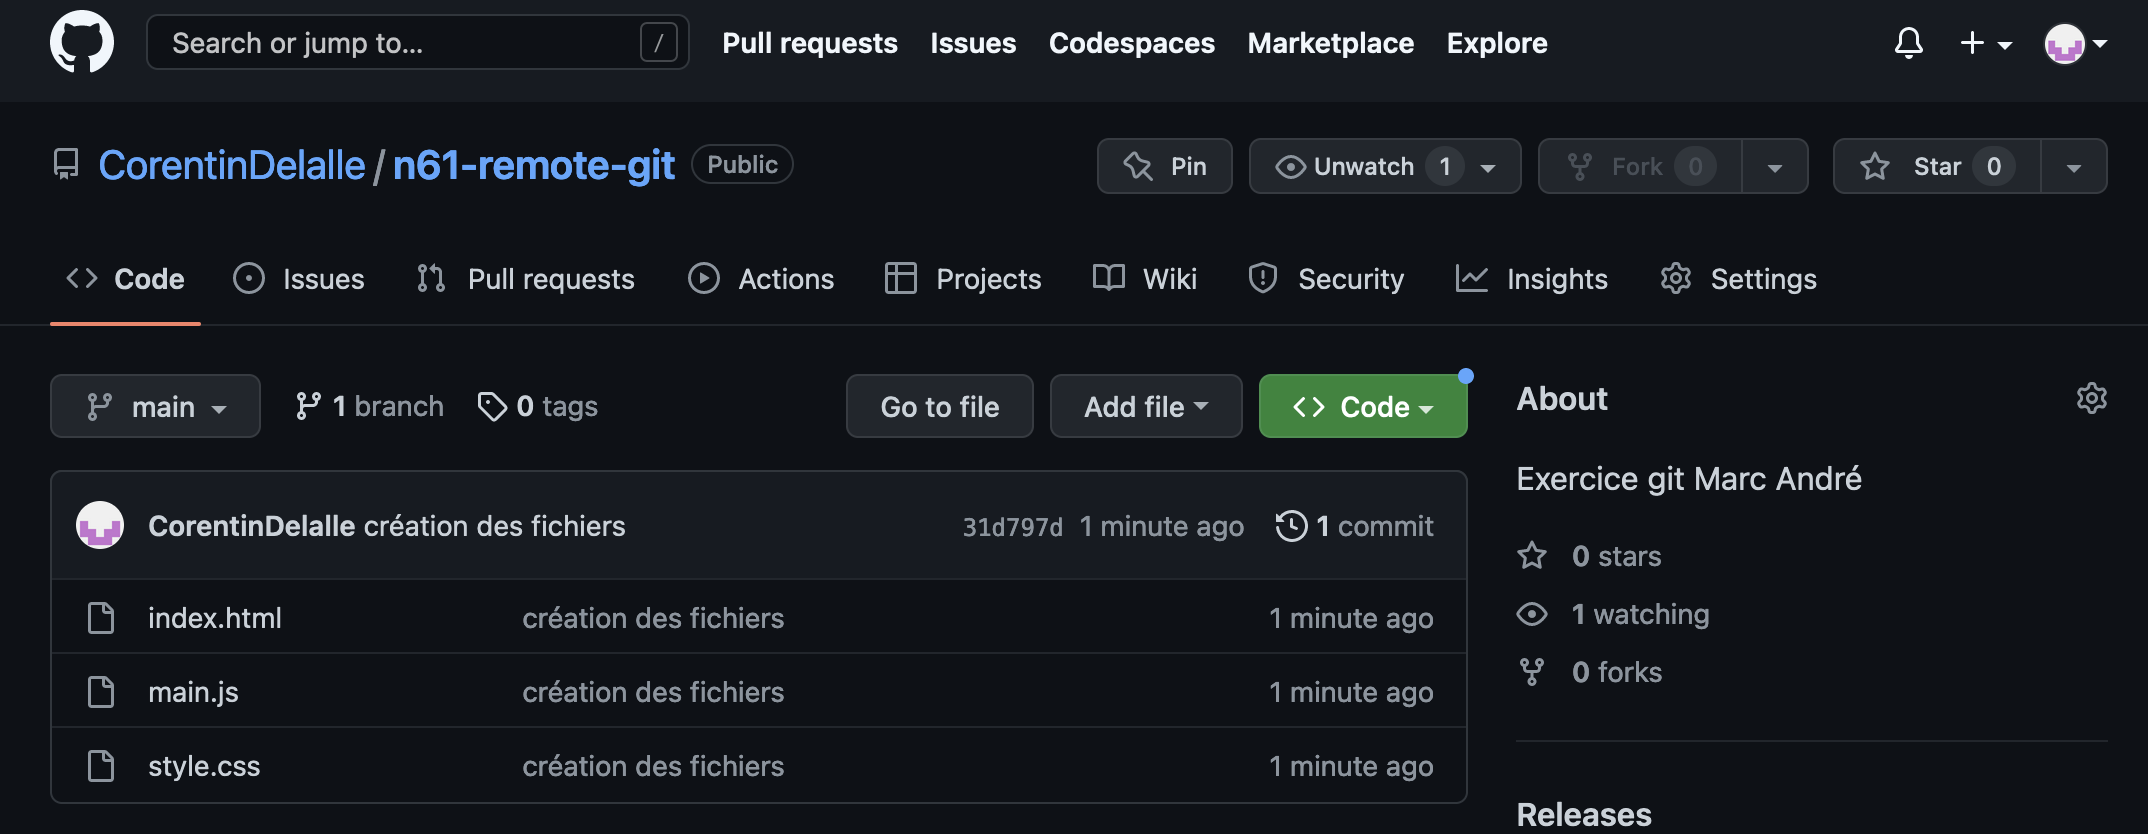 Search or jump to... /
Pull requests Issues Codespaces Marketplace Explore
CorentinDelalle / n61-remote-git Public
Pin Unwatch 1 Fork 0 Star 0
Code Issues Pull requests Actions Projects Wiki Security Insights Settings
main 1 branch 0 tags Go to file Add file Code
CorentinDelalle création des fichiers 31d797d 1 minute ago 1 commit
index.html création des fichiers 1 minute ago
main.js création des fichiers 1 minute ago
style.css création des fichiers 1 minute ago
About
Exercice git Marc André
0 stars
1 watching
0 forks
Releases